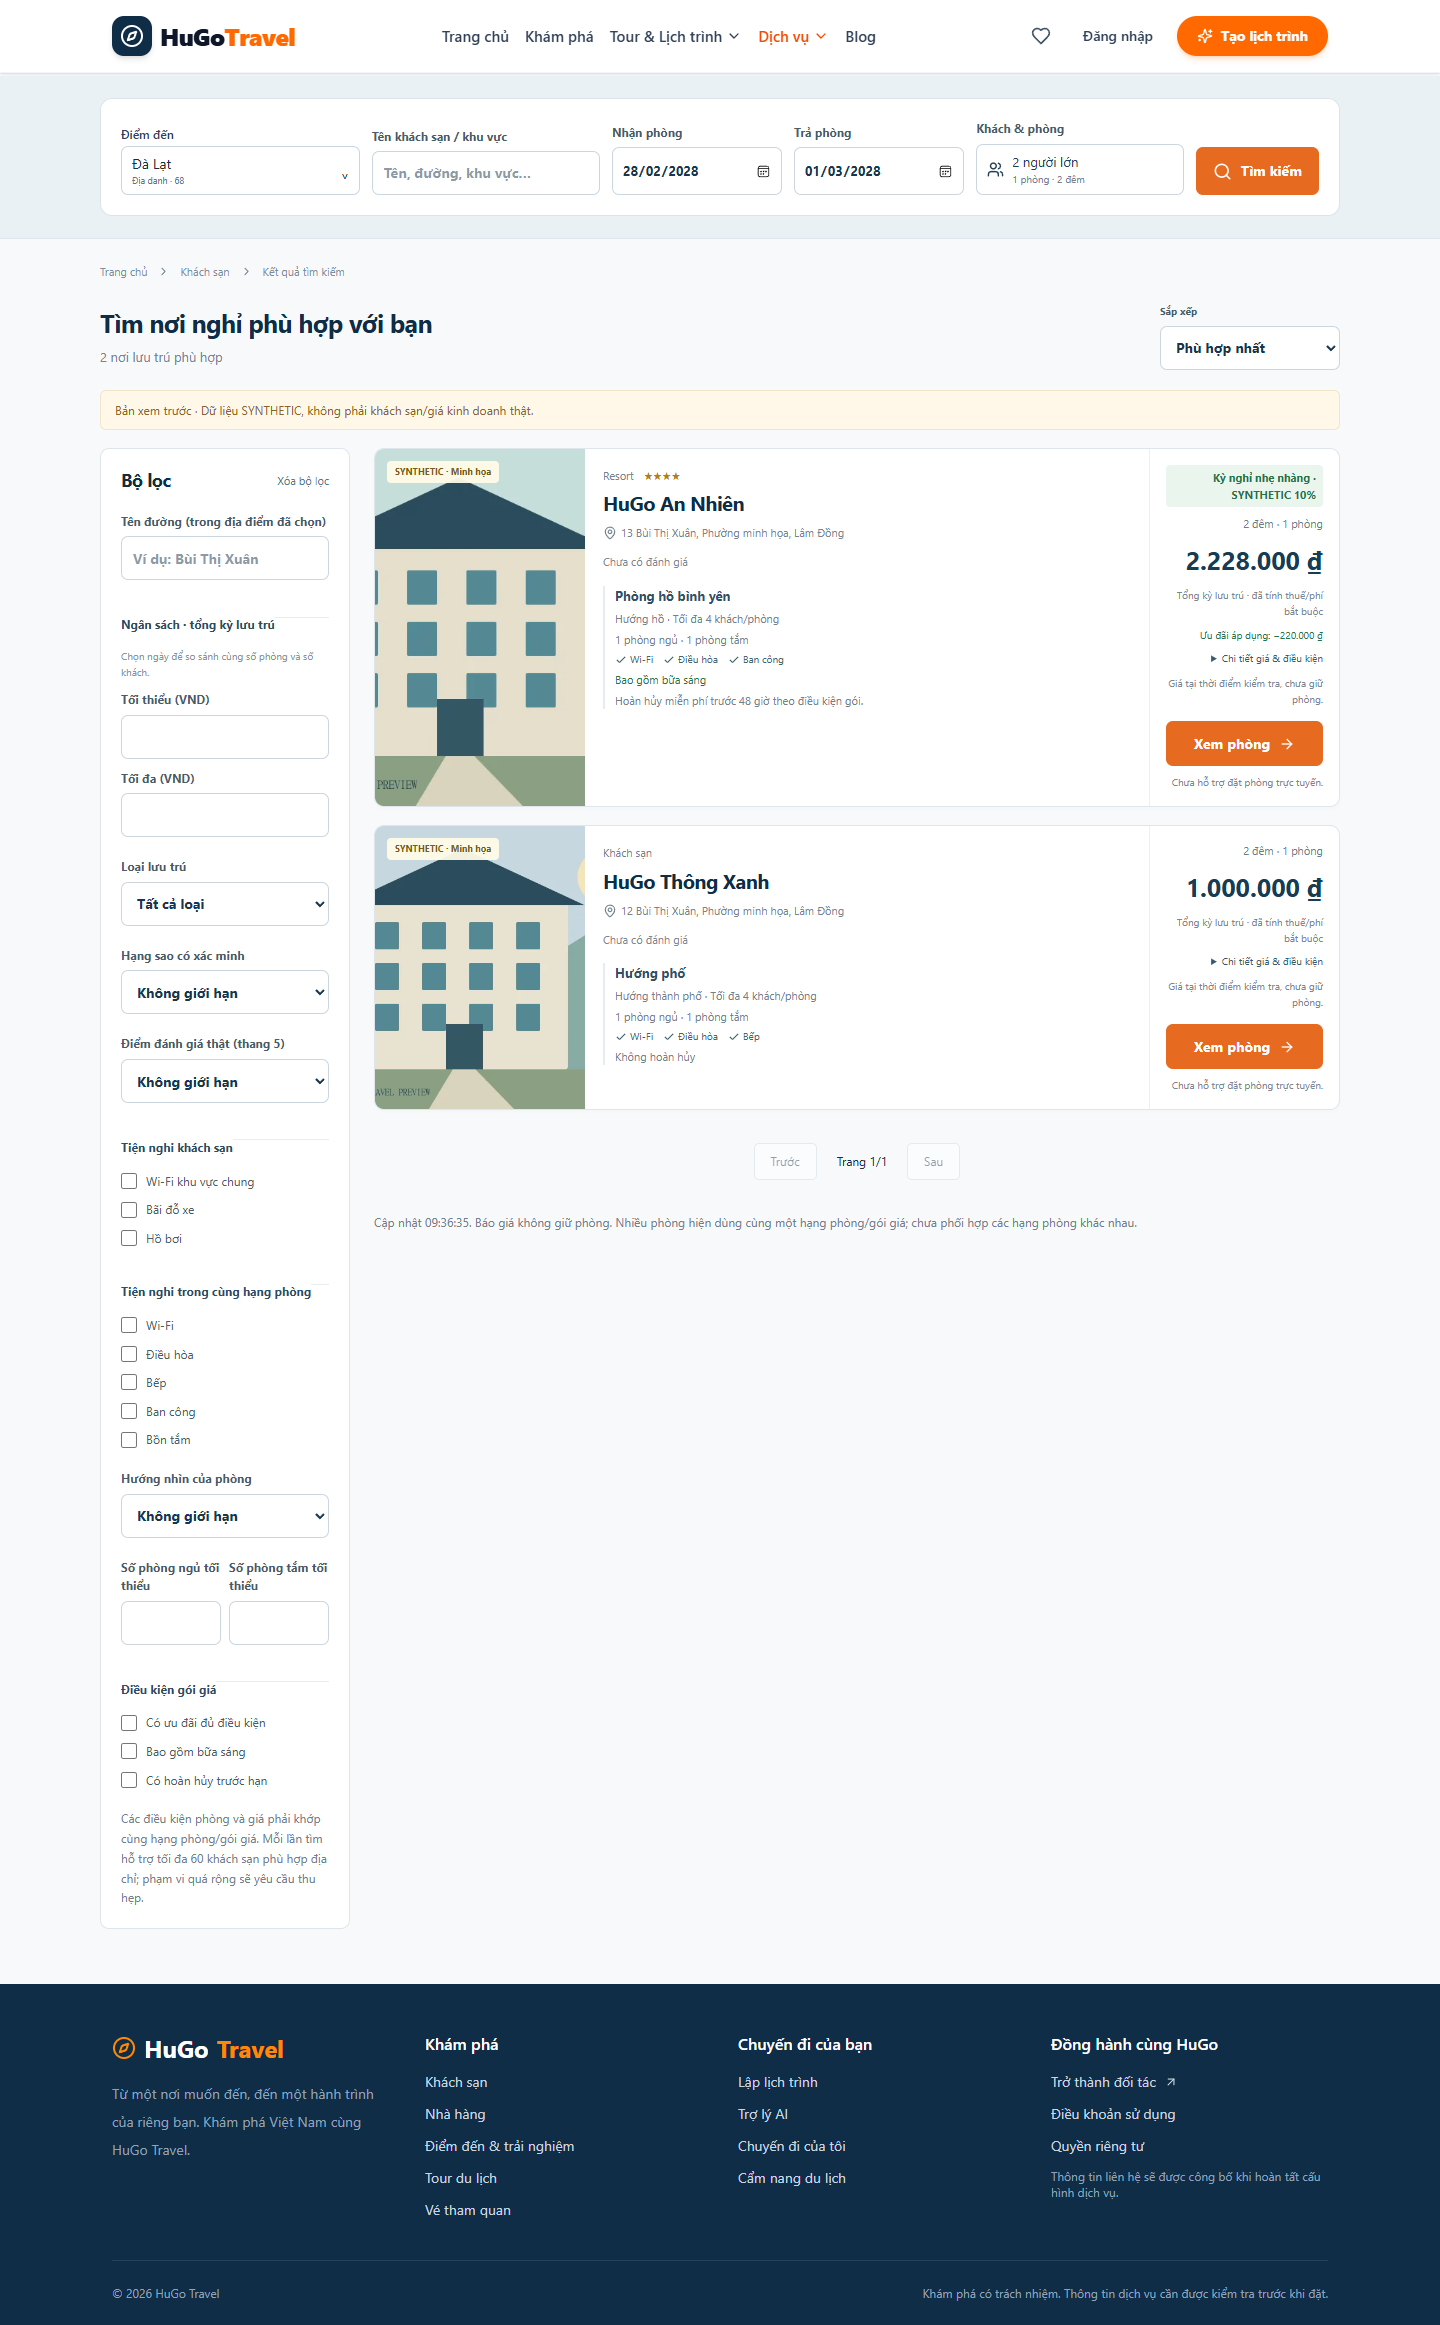 HuGoTravel
Trang chủ
Khám phá
Tour & Lịch trình
Dịch vụ
Blog
Đăng nhập
Tạo lịch trình
Điểm đến
Đà Lạt
Địa danh · 68
v
Tên khách sạn / khu vực
Tên, đường, khu vực...
Nhận phòng
28/02/2028
Trả phòng
01/03/2028
Khách & phòng
2 người lớn
1 phòng · 2 đêm
Tìm kiếm
Trang chủ
Khách sạn
Kết quả tìm kiếm
Tìm nơi nghỉ phù hợp với bạn
2 nơi lưu trú phù hợp
Sắp xếp
Phù hợp nhất
Bản xem trước · Dữ liệu SYNTHETIC, không phải khách sạn/giá kinh doanh thật.
Bộ lọc
Xóa bộ lọc
Tên đường (trong địa điểm đã chọn)
Ví dụ: Bùi Thị Xuân
Ngân sách · tổng kỳ lưu trú
Chọn ngày để so sánh cùng số phòng và số
khách.
Tối thiểu (VND)
Tối đa (VND)
Loại lưu trú
Tất cả loại
Hạng sao có xác minh
Không giới hạn
Điểm đánh giá thật (thang 5)
Không giới hạn
Tiện nghi khách sạn
Wi-Fi khu vực chung
Bãi đỗ xe
Hồ bơi
Tiện nghi trong cùng hạng phòng
Wi-Fi
Điều hòa
Bếp
Ban công
Bồn tắm
Hướng nhìn của phòng
Không giới hạn
Số phòng ngủ tối
thiểu
Số phòng tắm tối
thiểu
Điều kiện gói giá
Có ưu đãi đủ điều kiện
Bao gồm bữa sáng
Có hoàn hủy trước hạn
Các điều kiện phòng và giá phải khớp
cùng hạng phòng/gói giá. Mỗi lần tìm
hỗ trợ tối đa 60 khách sạn phù hợp địa
chỉ; phạm vi quá rộng sẽ yêu cầu thu
hẹp.
SYNTHETIC · Minh họa
PREVIEW
Resort ★★★★
HuGo An Nhiên
13 Bùi Thị Xuân, Phường minh họa, Lâm Đồng
Chưa có đánh giá
Phòng hồ bình yên
Hướng hồ · Tối đa 4 khách/phòng
1 phòng ngủ · 1 phòng tắm
Wi-Fi
Điều hòa
Ban công
Bao gồm bữa sáng
Hoàn hủy miễn phí trước 48 giờ theo điều kiện gói.
Kỳ nghỉ nhẹ nhàng ·
SYNTHETIC 10%
2 đêm · 1 phòng
2.228.000 ₫
Tổng kỳ lưu trú · đã tính thuế/phí
bắt buộc
Ưu đãi áp dụng: −220.000 ₫
Chi tiết giá & điều kiện
Giá tại thời điểm kiểm tra, chưa giữ
phòng.
Xem phòng
Chưa hỗ trợ đặt phòng trực tuyến.
SYNTHETIC · Minh họa
AVEL PREVIEW
Khách sạn
HuGo Thông Xanh
12 Bùi Thị Xuân, Phường minh họa, Lâm Đồng
Chưa có đánh giá
Hướng phố
Hướng thành phố · Tối đa 4 khách/phòng
1 phòng ngủ · 1 phòng tắm
Wi-Fi
Điều hòa
Bếp
Không hoàn hủy
2 đêm · 1 phòng
1.000.000 ₫
Tổng kỳ lưu trú · đã tính thuế/phí
bắt buộc
Chi tiết giá & điều kiện
Giá tại thời điểm kiểm tra, chưa giữ
phòng.
Xem phòng
Chưa hỗ trợ đặt phòng trực tuyến.
Trước
Trang 1/1
Sau
Cập nhật 09:36:35. Báo giá không giữ phòng. Nhiều phòng hiện dùng cùng một hạng phòng/gói giá; chưa phối hợp các hạng phòng khác nhau.
HuGo Travel
Từ một nơi muốn đến, đến một hành trình
của riêng bạn. Khám phá Việt Nam cùng
HuGo Travel.
Khám phá
Khách sạn
Nhà hàng
Điểm đến & trải nghiệm
Tour du lịch
Vé tham quan
Chuyến đi của bạn
Lập lịch trình
Trợ lý AI
Chuyến đi của tôi
Cẩm nang du lịch
Đồng hành cùng HuGo
Trở thành đối tác
Điều khoản sử dụng
Quyền riêng tư
Thông tin liên hệ sẽ được công bố khi hoàn tất cấu
hình dịch vụ.
© 2026 HuGo Travel
Khám phá có trách nhiệm. Thông tin dịch vụ cần được kiểm tra trước khi đặt.